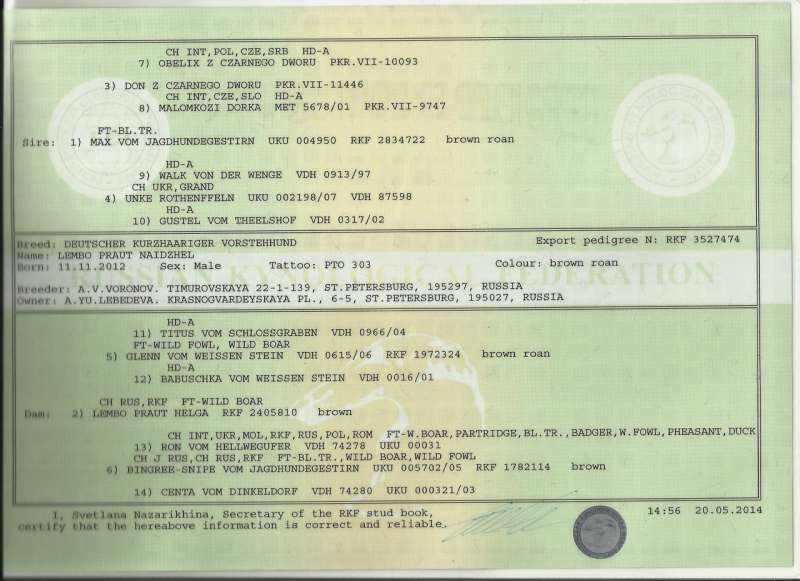 CH INT,POL,CZE,SRB HD-A
7) OBELIX Z CZARNEGO DWORU PKR.VII-10093
3) DON Z CZARNEGO DWORU PKR.VII-11446
CH INT,CZE,SLO HD-A
8) MALOMKOZI DORKA MET 5678/01 PKR.VII-9747
FT-BL.TR.
Sire: 1) MAX VOM JAGDHUNDEGESTIRN UKU 004950 RKF 2834722 brown roan
HD-A
9) WALK VON DER WENGE VDH 0913/97
CH UKR,GRAND
4) UNKE ROTHENFFELN UKU 002198/07 VDH 87598
HD-A
10) GUSTEL VOM THEELSHOF VDH 0317/02
Breed: DEUTSCHER KURZHAARIGER VORSTEHHUND Export pedigree N: RKF 3527474
Name: LEMBO PRAUT NAIDZHEL
Born: 11.11.2012 Sex: Male Tattoo: PTO 303 Colour: brown roan
RUSSIAN KYNOLOGICAL FEDERATION
Breeder: A.V.VORONOV. TIMUROVSKAYA 22-1-139, ST.PETERSBURG, 195297, RUSSIA
Owner: A.YU.LEBEDEVA. KRASNOGVARDEYSKAYA PL., 6-5, ST.PETERSBURG, 195027, RUSSIA
HD-A
11) TITUS VOM SCHLOSSGRABEN VDH 0966/04
FT-WILD FOWL, WILD BOAR
5) GLENN VOM WEISSEN STEIN VDH 0615/06 RKF 1972324 brown roan
HD-A
12) BABUSCHKA VOM WEISSEN STEIN VDH 0016/01
CH RUS,RKF FT-WILD BOAR
Dam: 2) LEMBO PRAUT HELGA RKF 2405810 brown
CH INT,UKR,MOL,RKF,RUS,POL,ROM FT-W.BOAR,PARTRIDGE,BL.TR.,BADGER,W.FOWL,PHEASANT,DUCK
13) RON VOM HELLWEGUFER VDH 74278 UKU 00031
CH J RUS,CH RUS,RKF FT-BL.TR.,WILD BOAR,WILD FOWL
6) BINGREE-SNIPE VOM JAGDHUNDEGESTIRN UKU 005702/05 RKF 1782114 brown
14) CENTA VOM DINKELDORF VDH 74280 UKU 000321/03
I, Svetlana Nazarikhina, Secretary of the RKF stud book, 14:56 20.05.2014
certify that the hereabove information is correct and reliable.